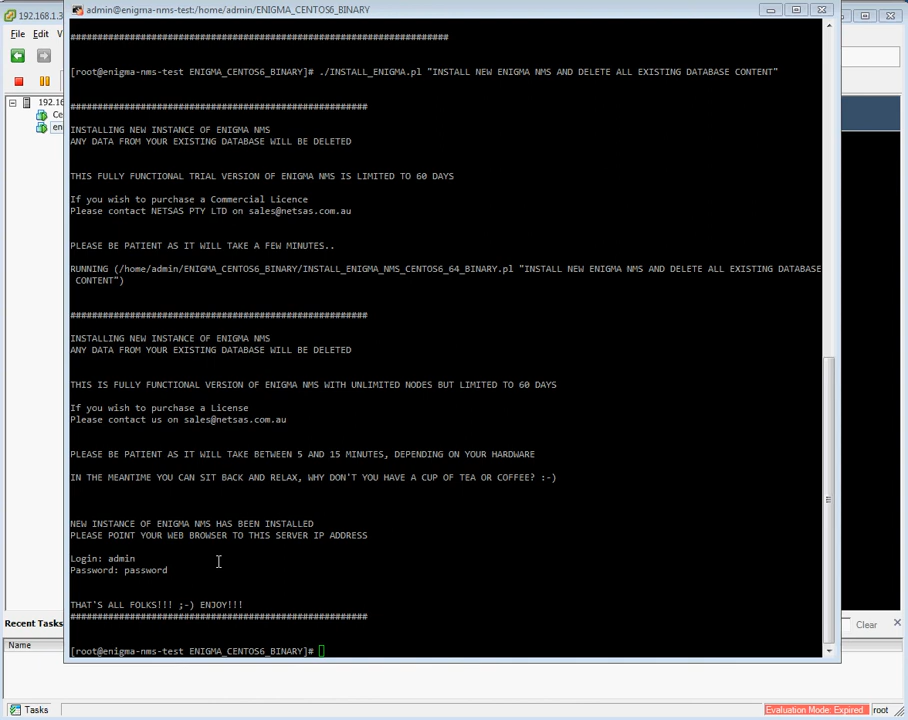 192.168.1.3
admin@enigma-nms-test:/home/admin/ENIGMA_CENTOS6_BINARY
File
Edit
######################################################################
[root@enigma-nms-test ENIGMA_CENTOS6_BINARY]# ./INSTALL_ENIGMA.pl "INSTALL NEW ENIGMA NMS AND DELETE ALL EXISTING DATABASE CONTENT"
192.16
Ce
en
#######################################################
INSTALLING NEW INSTANCE OF ENIGMA NMS
ANY DATA FROM YOUR EXISTING DATABASE WILL BE DELETED
THIS FULLY FUNCTIONAL TRIAL VERSION OF ENIGMA NMS IS LIMITED TO 60 DAYS
If you wish to purchase a Commercial Licence
Please contact NETSAS PTY LTD on sales@netsas.com.au
PLEASE BE PATIENT AS IT WILL TAKE A FEW MINUTES..
RUNNING (/home/admin/ENIGMA_CENTOS6_BINARY/INSTALL_ENIGMA_NMS_CENTOS6_64_BINARY.pl "INSTALL NEW ENIGMA NMS AND DELETE ALL EXISTING DATABASE
CONTENT")
#######################################################
INSTALLING NEW INSTANCE OF ENIGMA NMS
ANY DATA FROM YOUR EXISTING DATABASE WILL BE DELETED
THIS IS FULLY FUNCTIONAL VERSION OF ENIGMA NMS WITH UNLIMITED NODES BUT LIMITED TO 60 DAYS
If you wish to purchase a License
Please contact us on sales@netsas.com.au
PLEASE BE PATIENT AS IT WILL TAKE BETWEEN 5 AND 15 MINUTES, DEPENDING ON YOUR HARDWARE
IN THE MEANTIME YOU CAN SIT BACK AND RELAX, WHY DON'T YOU HAVE A CUP OF TEA OR COFFEE? :-)
NEW INSTANCE OF ENIGMA NMS HAS BEEN INSTALLED
PLEASE POINT YOUR WEB BROWSER TO THIS SERVER IP ADDRESS
Login: admin
Password: password
THAT'S ALL FOLKS!!! ;-) ENJOY!!!
#######################################################
[root@enigma-nms-test ENIGMA_CENTOS6_BINARY]#
Recent Tasks
Clear
Name
Tasks
Evaluation Mode: Expired
root